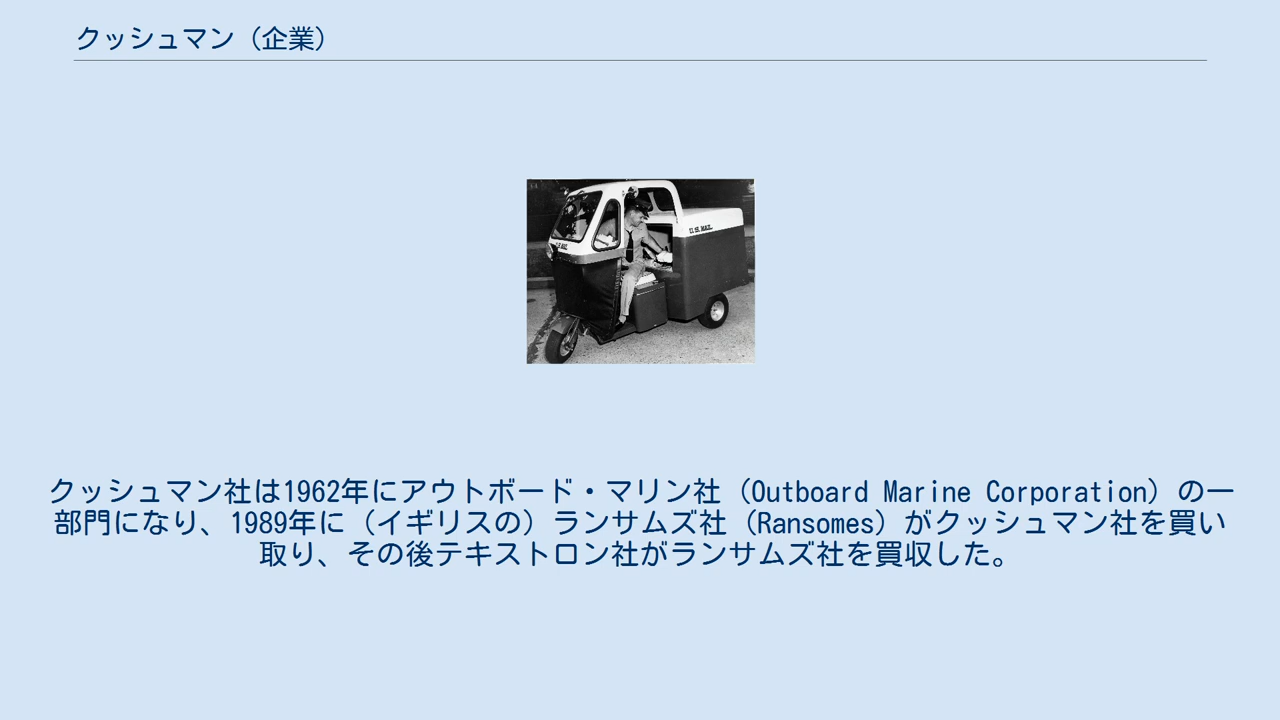 クッシュマン（企業）
U.S. MAIL
U.S. MAIL
クッシュマン社は1962年にアウトボード・マリン社（Outboard Marine Corporation）の一
部門になり、1989年に（イギリスの）ランサムズ社（Ransomes）がクッシュマン社を買い
取り、その後テキストロン社がランサムズ社を買収した。